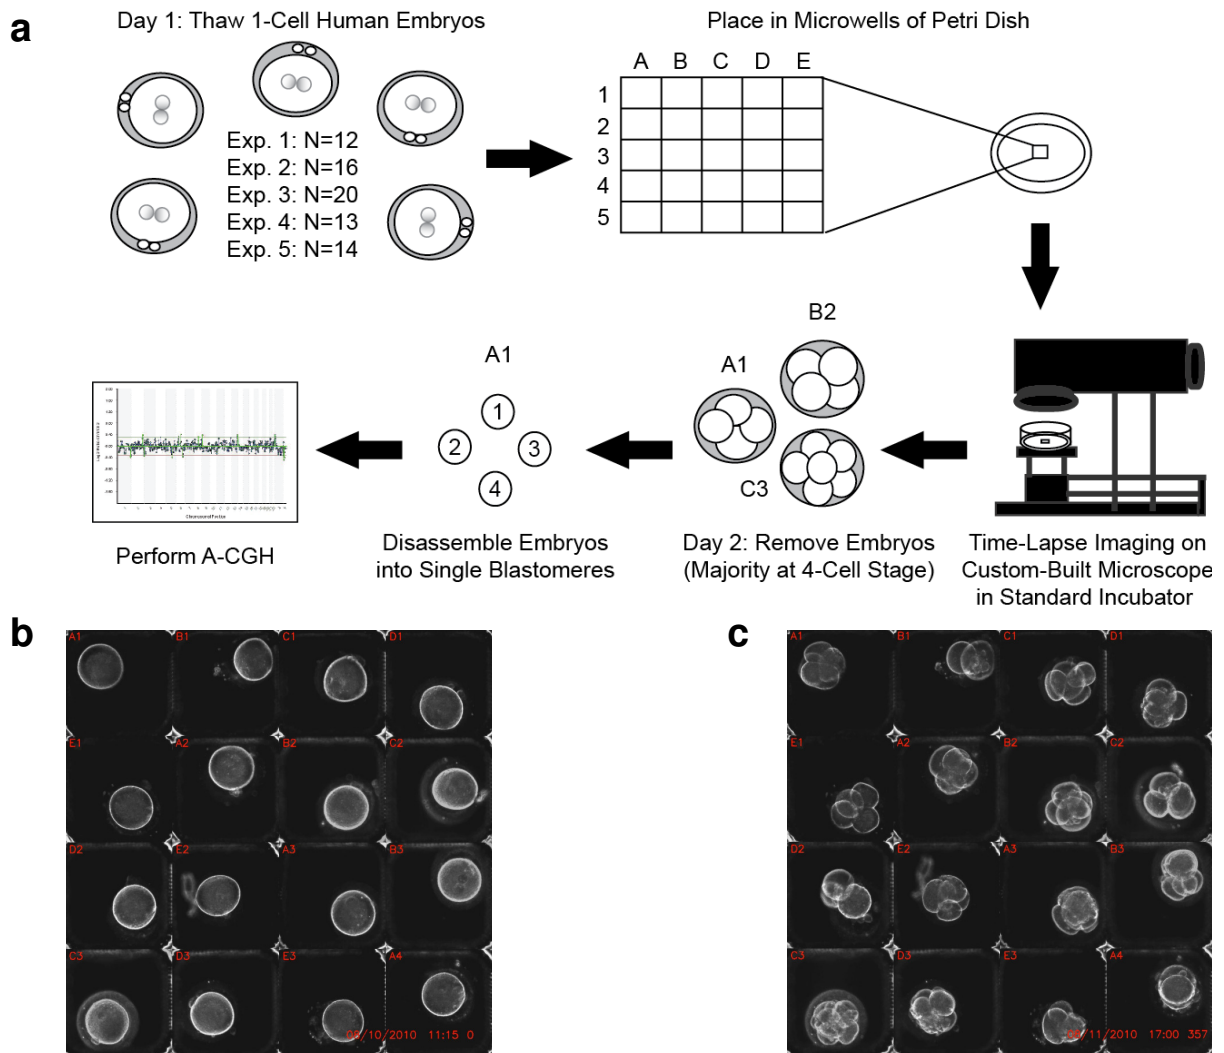 a
Day 1: Thaw 1-Cell Human Embryos
Place in Microwells of Petri Dish
A B C D E
1
2
3
4
5
Exp. 1: N=12
Exp. 2: N=16
Exp. 3: N=20
Exp. 4: N=13
Exp. 5: N=14
B2
A1
C3
A1
1
2
3
4
Perform A-CGH
Disassemble Embryos
into Single Blastomeres
Day 2: Remove Embryos
(Majority at 4-Cell Stage)
Time-Lapse Imaging on
Custom-Built Microscope
in Standard Incubator
b
A1 B1 C1 D1
E1 A2 B2 C2
D2 E2 A3 B3
C3 D3 E3 A4
08/10/2010 11:15 0
c
A1 B1 C1 D1
E1 A2 B2 C2
D2 E2 A3 B3
C3 D3 E3 A4
08/11/2010 17:00 357